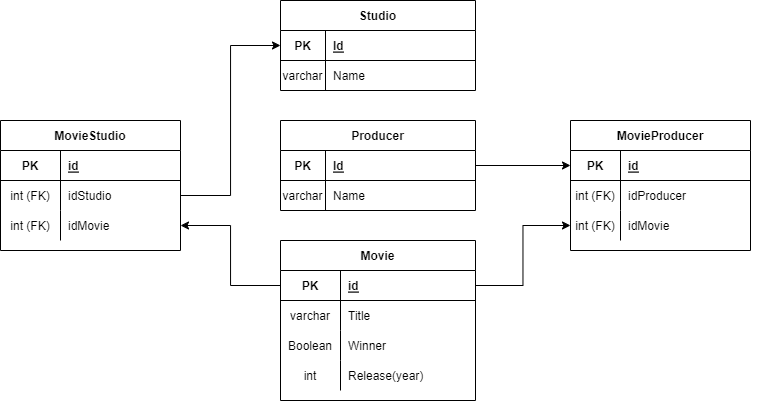 Studio
PK Id
varchar Name
MovieStudio
PK id
int (FK) idStudio
int (FK) idMovie
Producer
PK Id
varchar Name
MovieProducer
PK id
int (FK) idProducer
int (FK) idMovie
Movie
PK id
varchar Title
Boolean Winner
int Release(year)